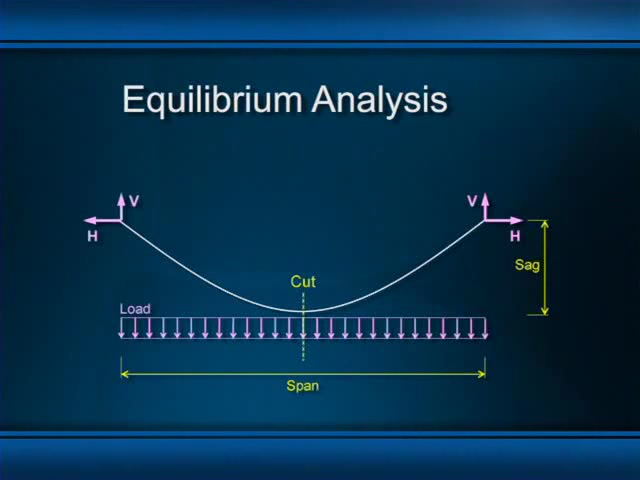 Equilibrium Analysis
V
V
H
H
Sag
Cut
Load
Span